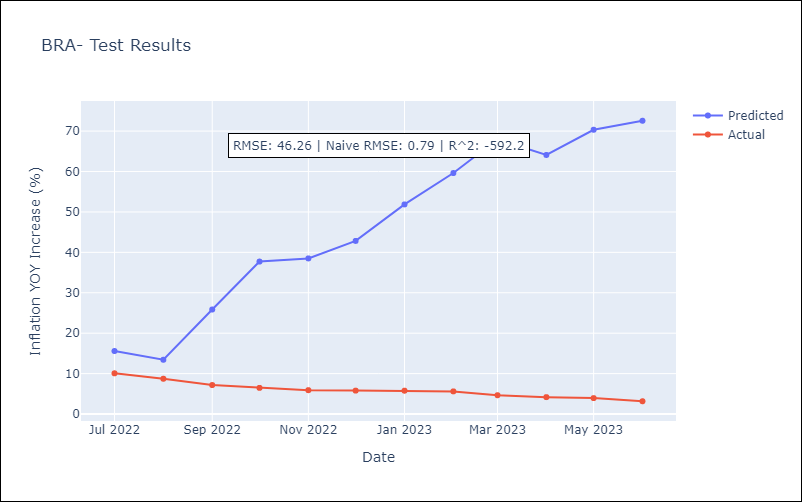 BRA- Test Results
Predicted
Actual
RMSE: 46.26 | Naive RMSE: 0.79 | R^2: -592.2
Inflation YOY Increase (%)
70
60
50
40
30
20
10
0
Jul 2022 Sep 2022 Nov 2022 Jan 2023 Mar 2023 May 2023
Date